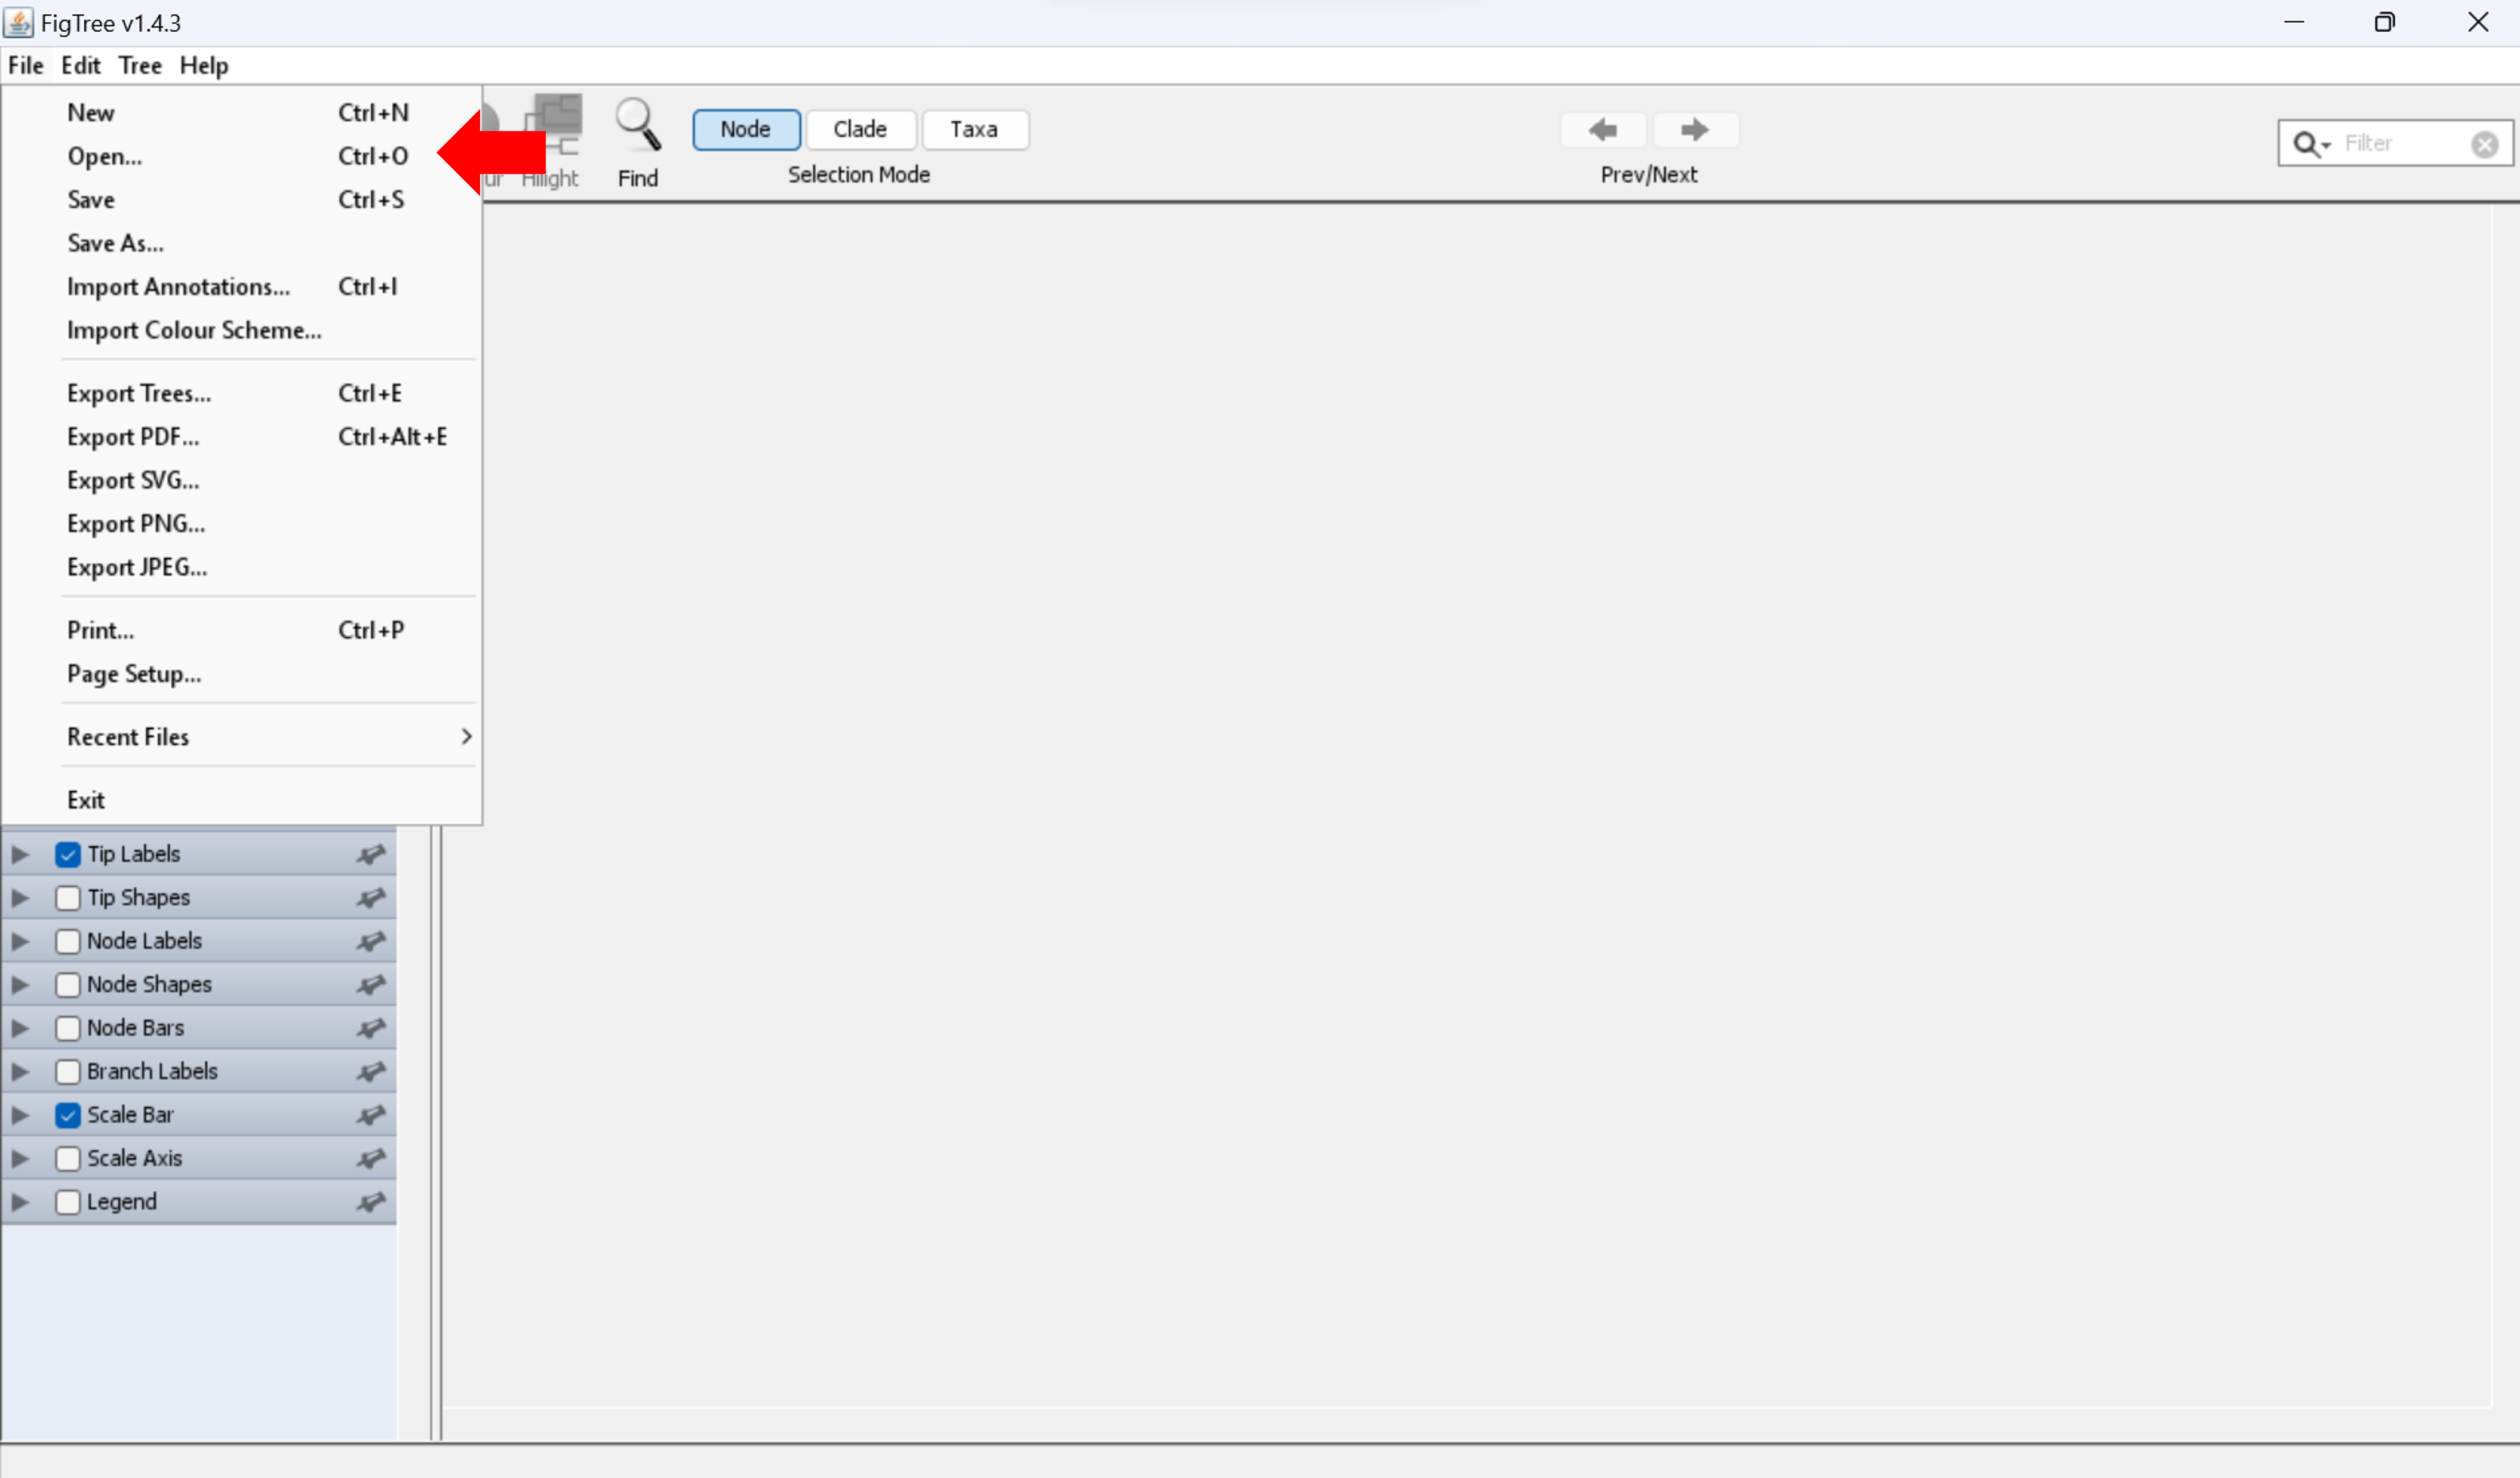 FigTree v1.4.3
File Edit Tree Help
New Ctrl+N
Open... Ctrl+O
Save Ctrl+S
Save As...
Import Annotations... Ctrl+I
Import Colour Scheme...
Export Trees... Ctrl+E
Export PDF... Ctrl+Alt+E
Export SVG...
Export PNG...
Export JPEG...
Print... Ctrl+P
Page Setup...
Recent Files
Exit
Hilight
Find
Node Clade Taxa
Selection Mode
Prev/Next
Filter
Tip Labels
Tip Shapes
Node Labels
Node Shapes
Node Bars
Branch Labels
Scale Bar
Scale Axis
Legend